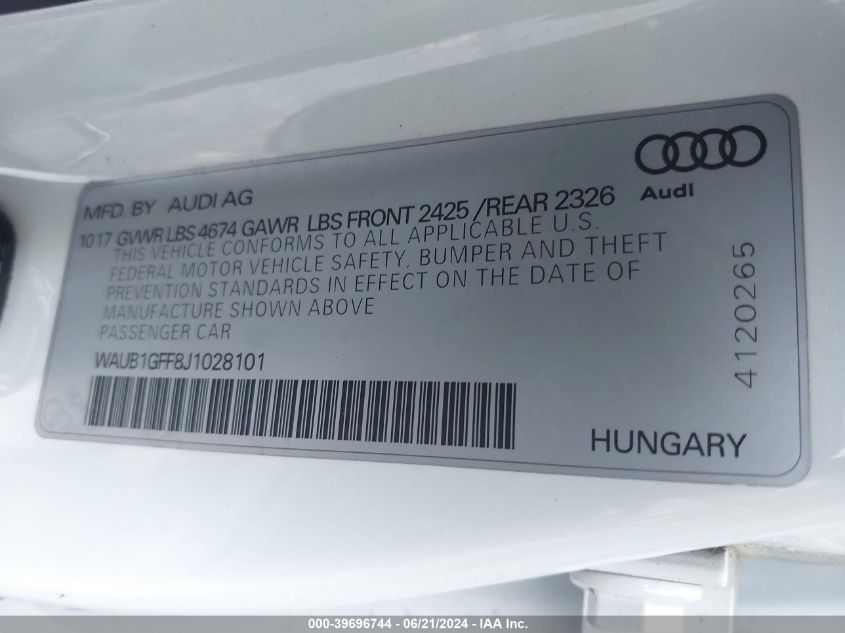 Audi
MFD. BY AUDI AG
1017 GVWR LBS 4674 GAWR LBS FRONT 2425 /REAR 2326
THIS VEHICLE CONFORMS TO ALL APPLICABLE U.S.
FEDERAL MOTOR VEHICLE SAFETY, BUMPER AND THEFT
PREVENTION STANDARDS IN EFFECT ON THE DATE OF
MANUFACTURE SHOWN ABOVE
PASSENGER CAR
WAUB1GFF8J1028101
4120265
HUNGARY
000-39696744 / 06/21/2024 - IAA Inc.